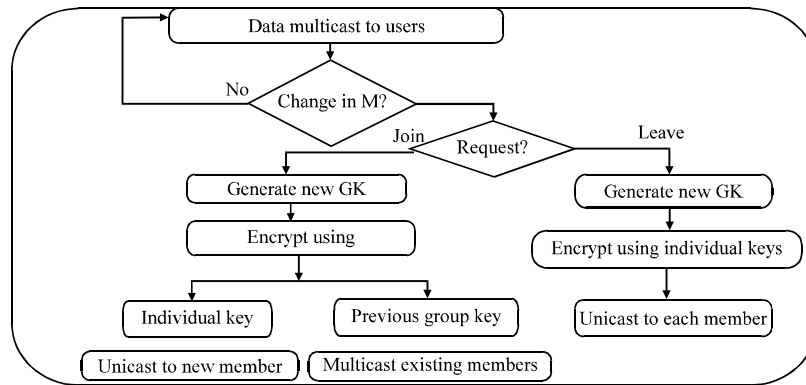 Data multicast to users
No
Change in M?
Join
Request?
Leave
Generate new GK
Generate new GK
Encrypt using
Encrypt using individual keys
Individual key
Previous group key
Unicast to each member
Unicast to new member
Multicast existing members